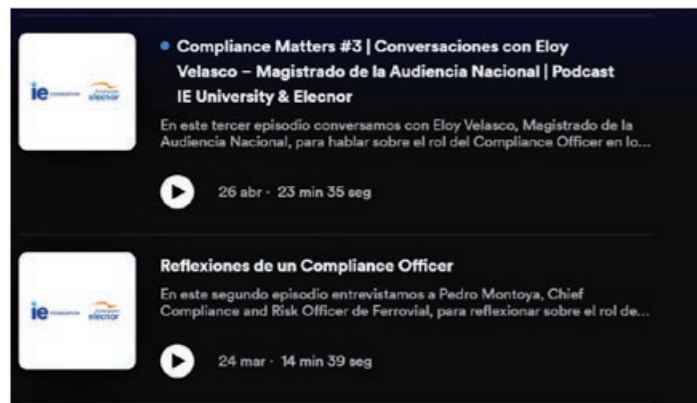 Compliance Matters #3 | Conversaciones con Eloy
Velasco – Magistrado de la Audiencia Nacional | Podcast
IE University & Elecnor
En este tercer episodio conversamos con Eloy Velasco, Magistrado de la
Audiencia Nacional, para hablar sobre el rol del Compliance Officer en lo...
26 abr · 23 min 35 seg
ie
elecnor
Reflexiones de un Compliance Officer
En este segundo episodio entrevistamos a Pedro Montoya, Chief
Compliance and Risk Officer de Ferrovial, para reflexionar sobre el rol de...
24 mar · 14 min 39 seg
ie
elecnor